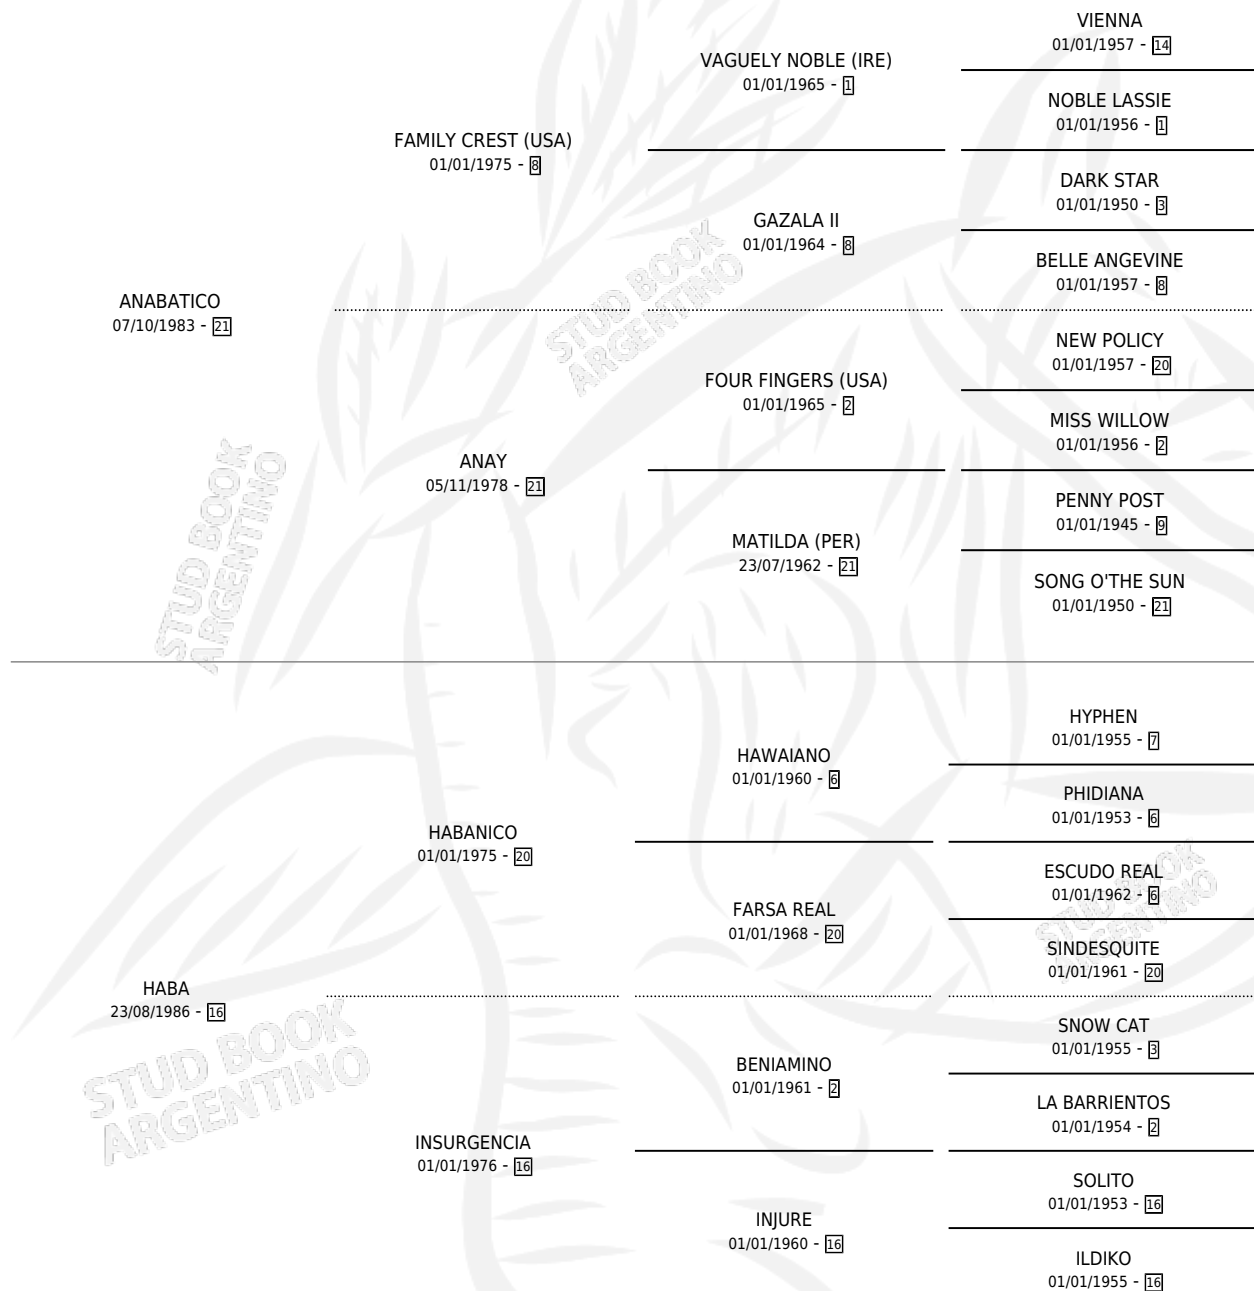 VIENNA
01/01/1957 - 14
VAGUELY NOBLE (IRE)
01/01/1965 - 1
NOBLE LASSIE
01/01/1956 - 1
FAMILY CREST (USA)
01/01/1975 - 8
DARK STAR
01/01/1950 - 3
GAZALA II
01/01/1964 - 8
BELLE ANGEVINE
01/01/1957 - 8
ANABATICO
07/10/1983 - 21
NEW POLICY
01/01/1957 - 20
FOUR FINGERS (USA)
01/01/1965 - 2
MISS WILLOW
01/01/1956 - 2
ANAY
05/11/1978 - 21
PENNY POST
01/01/1945 - 9
MATILDA (PER)
23/07/1962 - 21
SONG O'THE SUN
01/01/1950 - 21
HYPHEN
01/01/1955 - 7
HAWAIANO
01/01/1960 - 6
PHIDIANA
01/01/1953 - 6
HABANICO
01/01/1975 - 20
ESCUDO REAL
01/01/1962 - 6
FARSA REAL
01/01/1968 - 20
SINDESQUITE
01/01/1961 - 20
HABA
23/08/1986 - 16
SNOW CAT
01/01/1955 - 3
BENIAMINO
01/01/1961 - 2
LA BARRIENTOS
01/01/1954 - 2
INSURGENCIA
01/01/1976 - 16
SOLITO
01/01/1953 - 16
INJURE
01/01/1960 - 16
ILDIKO
01/01/1955 - 16
STUD BOOK
ARGENTINO
STUD BOOK
ARGENTINO
STUD BOOK
ARGENTINO
STUD BOOK
ARGENTINO